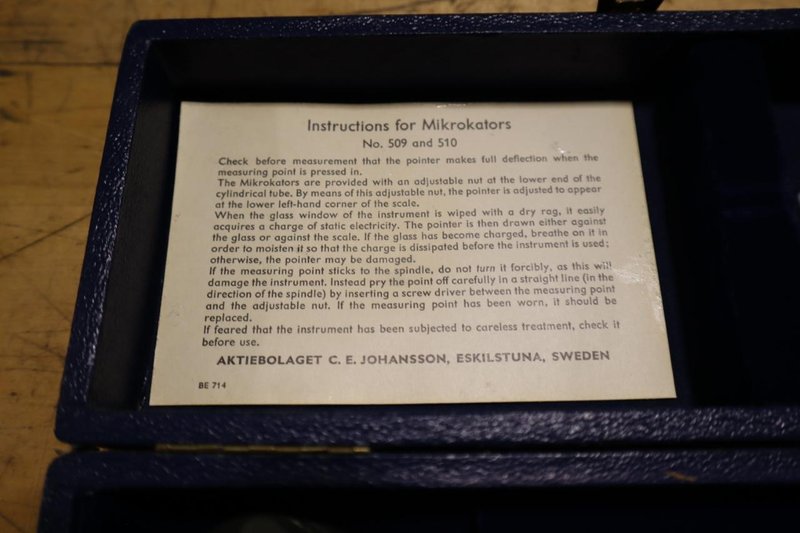 Instructions for Mikrokators
No. 509 and 510
Check before measurement that the pointer makes full deflection when the
measuring point is pressed in.
The Mikrokators are provided with an adjustable nut at the lower end of the
cylindrical tube. By means of this adjustable nut, the pointer is adjusted to appear
at the lower left-hand corner of the scale.
When the glass window of the instrument is wiped with a dry rag, it easily
acquires a charge of static electricity. The pointer is then drawn either against
the glass or against the scale. If the glass has become charged, breathe on it in
order to moisten it so that the charge is dissipated before the instrument is used;
otherwise, the pointer may be damaged.
If the measuring point sticks to the spindle, do not turn it forcibly, as this will
damage the instrument. Instead pry the point off carefully in a straight line (in the
direction of the spindle) by inserting a screw driver between the measuring point
and the adjustable nut. If the measuring point has been worn, it should be
replaced.
If feared that the instrument has been subjected to careless treatment, check it
before use.
AKTIEBOLAGET C. E. JOHANSSON, ESKILSTUNA, SWEDEN
BE 714